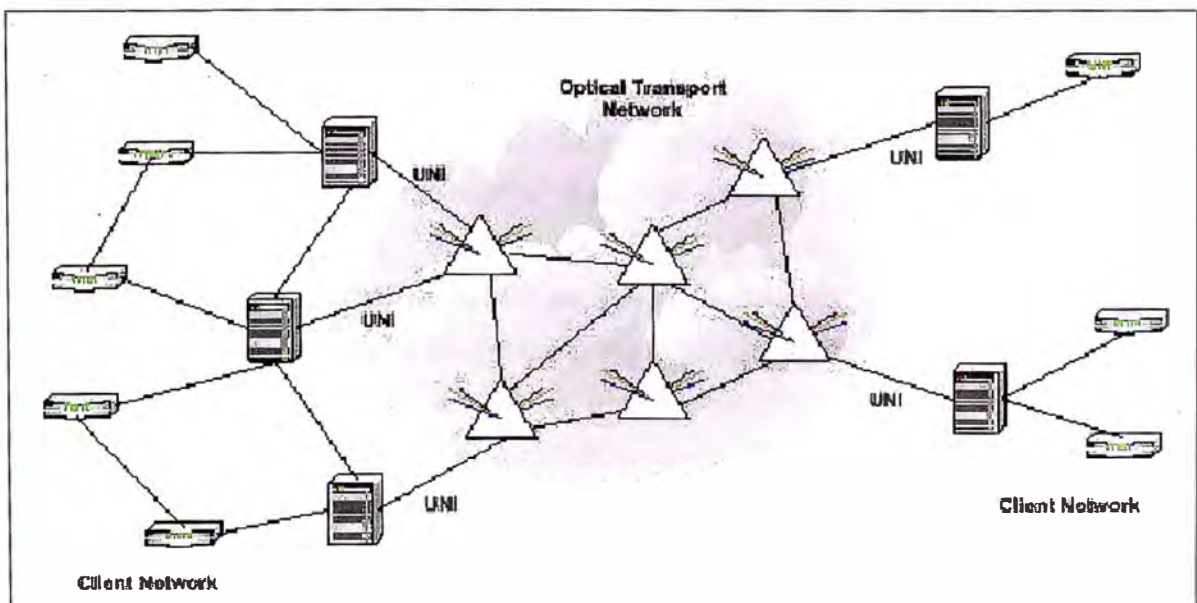 Optical Transport
Network
UNI
UNI
UNI
UNI
UNI
Client Network
Client Network